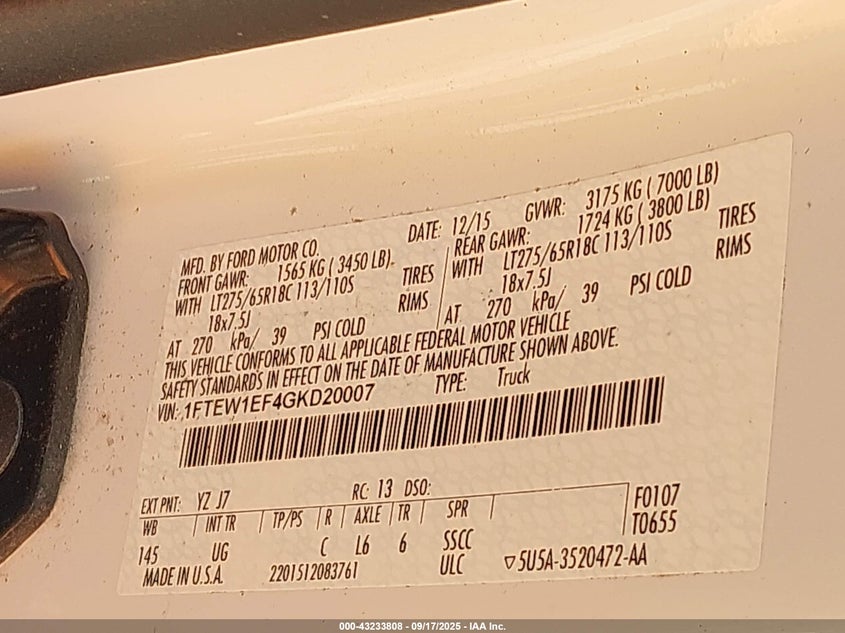 MFD. BY FORD MOTOR CO. DATE: 12/15 GVWR: 3175 KG ( 7000 LB)
FRONT GAWR: 1565 KG ( 3450 LB) REAR GAWR: 1724 KG ( 3800 LB)
WITH LT275/65R18C 113/110S TIRES WITH LT275/65R18C 113/110S TIRES
18x7.5J RIMS 18x7.5J RIMS
AT 270 kPa/ 39 PSI COLD AT 270 kPa/ 39 PSI COLD
THIS VEHICLE CONFORMS TO ALL APPLICABLE FEDERAL MOTOR VEHICLE
SAFETY STANDARDS IN EFFECT ON THE DATE OF MANUFACTURE SHOWN ABOVE.
VIN: 1FTEW1EF4GKD20007 TYPE: Truck
EXT PNT: YZ J7 RC: 13 DSO: F0107
WB INT TR TP/PS R AXLE TR SPR T0655
145 UG C L6 6 SSCC
MADE IN U.S.A. 2201512083761 ULC ▽5U5A-3520472-AA
000-43233808 - 09/17/2025 - IAA Inc.